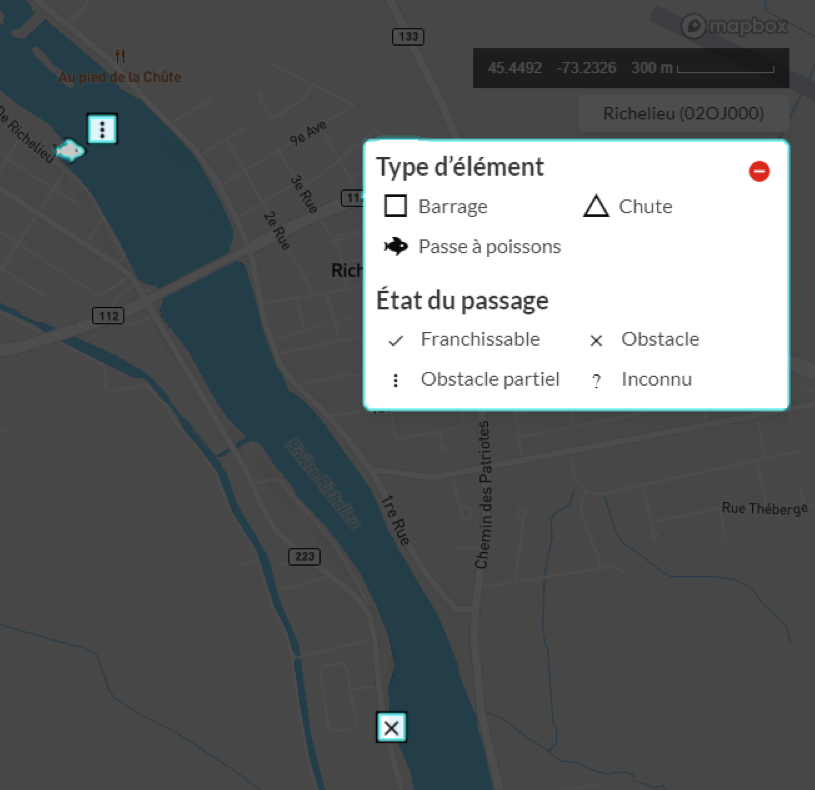 mapbox
133
45.4492 -73.2326 300 m
Au pied de la Chûte
Richelieu (02OJ000)
De Richelieu
9e Ave
Type d'élément
3e Rue
11
Barrage
Chute
2e Rue
Passe à poissons
Rich
État du passage
112
Franchissable
Obstacle
Obstacle partiel
? Inconnu
Rivière Richelieu
Chemin des Patriotes
1re Rue
Rue Théberge
223